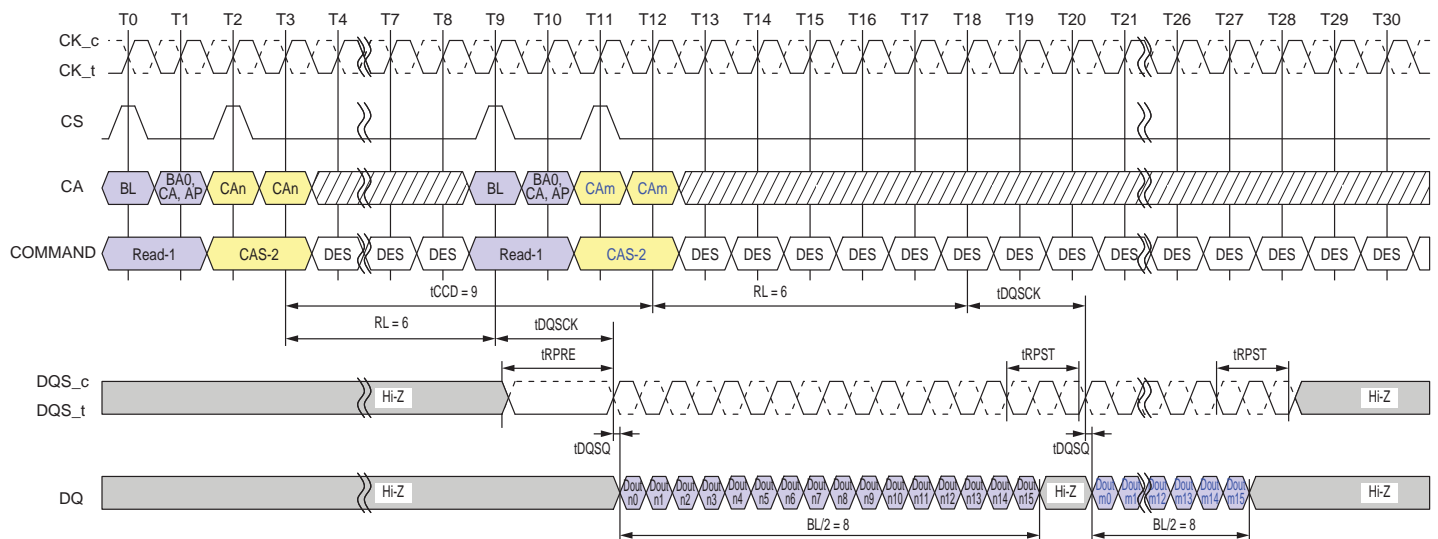 T0 T1 T2 T3 T4 T7 T8 T9 T10 T11 T12 T13 T14 T15 T16 T17 T18 T19 T20 T21 T26 T27 T28 T29 T30
CK_c
CK_t
CS
CA BL BA0, CA, AP CAn CAn BL BA0, CA, AP CAm CAm
COMMAND Read-1 CAS-2 DES DES DES Read-1 CAS-2 DES DES DES DES DES DES DES DES DES DES DES DES DES DES
tCCD = 9 RL = 6 tDQSCK
RL = 6 tDQSCK
tRPRE tRPST tRPST
DQS_c
DQS_t Hi-Z Hi-Z
tDQSQ tDQSQ
DQ Hi-Z Dout n0 Dout n1 Dout n2 Dout n3 Dout n4 Dout n5 Dout n6 Dout n7 Dout n8 Dout n9 Dout n10 Dout n11 Dout n12 Dout n13 Dout n14 Dout n15 Hi-Z Dout m0 Dout m1 Dout m12 Dout m13 Dout m14 Dout m15 Hi-Z
BL/2 = 8 BL/2 = 8